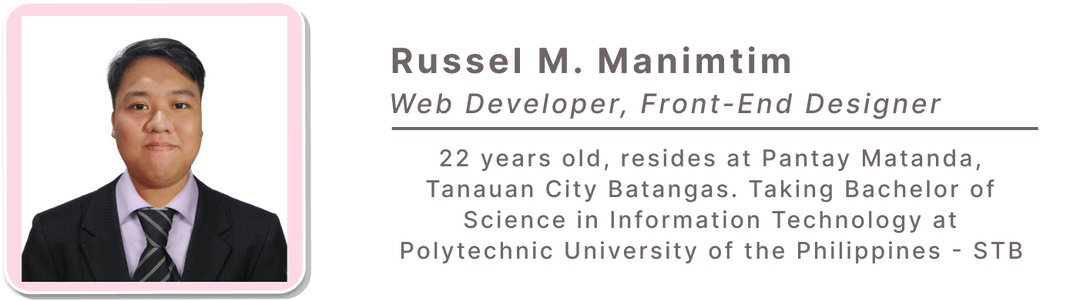 Russel M. Manimtim
Web Developer, Front-End Designer
22 years old, resides at Pantay Matanda,
Tanauan City Batangas. Taking Bachelor of
Science in Information Technology at
Polytechnic University of the Philippines - STB